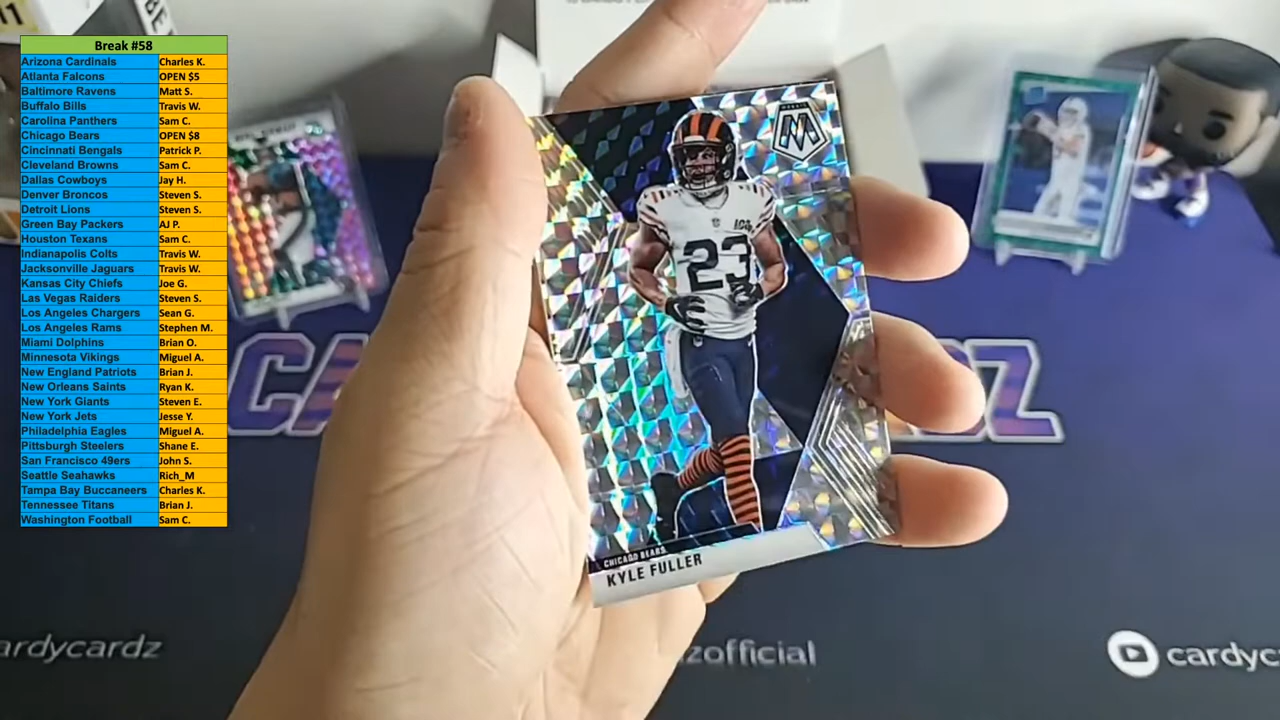 Break #58
Arizona Cardinals Charles K.
Atlanta Falcons OPEN $5
Baltimore Ravens Matt S.
Buffalo Bills Travis W.
Carolina Panthers Sam C.
Chicago Bears OPEN $8
Cincinnati Bengals Patrick P.
Cleveland Browns Sam C.
Dallas Cowboys Jay H.
Denver Broncos Steven S.
Detroit Lions Steven S.
Green Bay Packers AJ P.
Houston Texans Sam C.
Indianapolis Colts Travis W.
Jacksonville Jaguars Travis W.
Kansas City Chiefs Joe G.
Las Vegas Raiders Steven S.
Los Angeles Chargers Sean G.
Los Angeles Rams Stephen M.
Miami Dolphins Brian O.
Minnesota Vikings Miguel A.
New England Patriots Brian J.
New Orleans Saints Ryan K.
New York Giants Steven E.
New York Jets Jesse Y.
Philadelphia Eagles Miguel A.
Pittsburgh Steelers Shane E.
San Francisco 49ers John S.
Seattle Seahawks Rich_M
Tampa Bay Buccaneers Charles K.
Tennessee Titans Brian J.
Washington Football Sam C.
MOSAIC
23
CHICAGO BEARS
KYLE FULLER
CA DZ
ardycardz
zofficial
cardyc